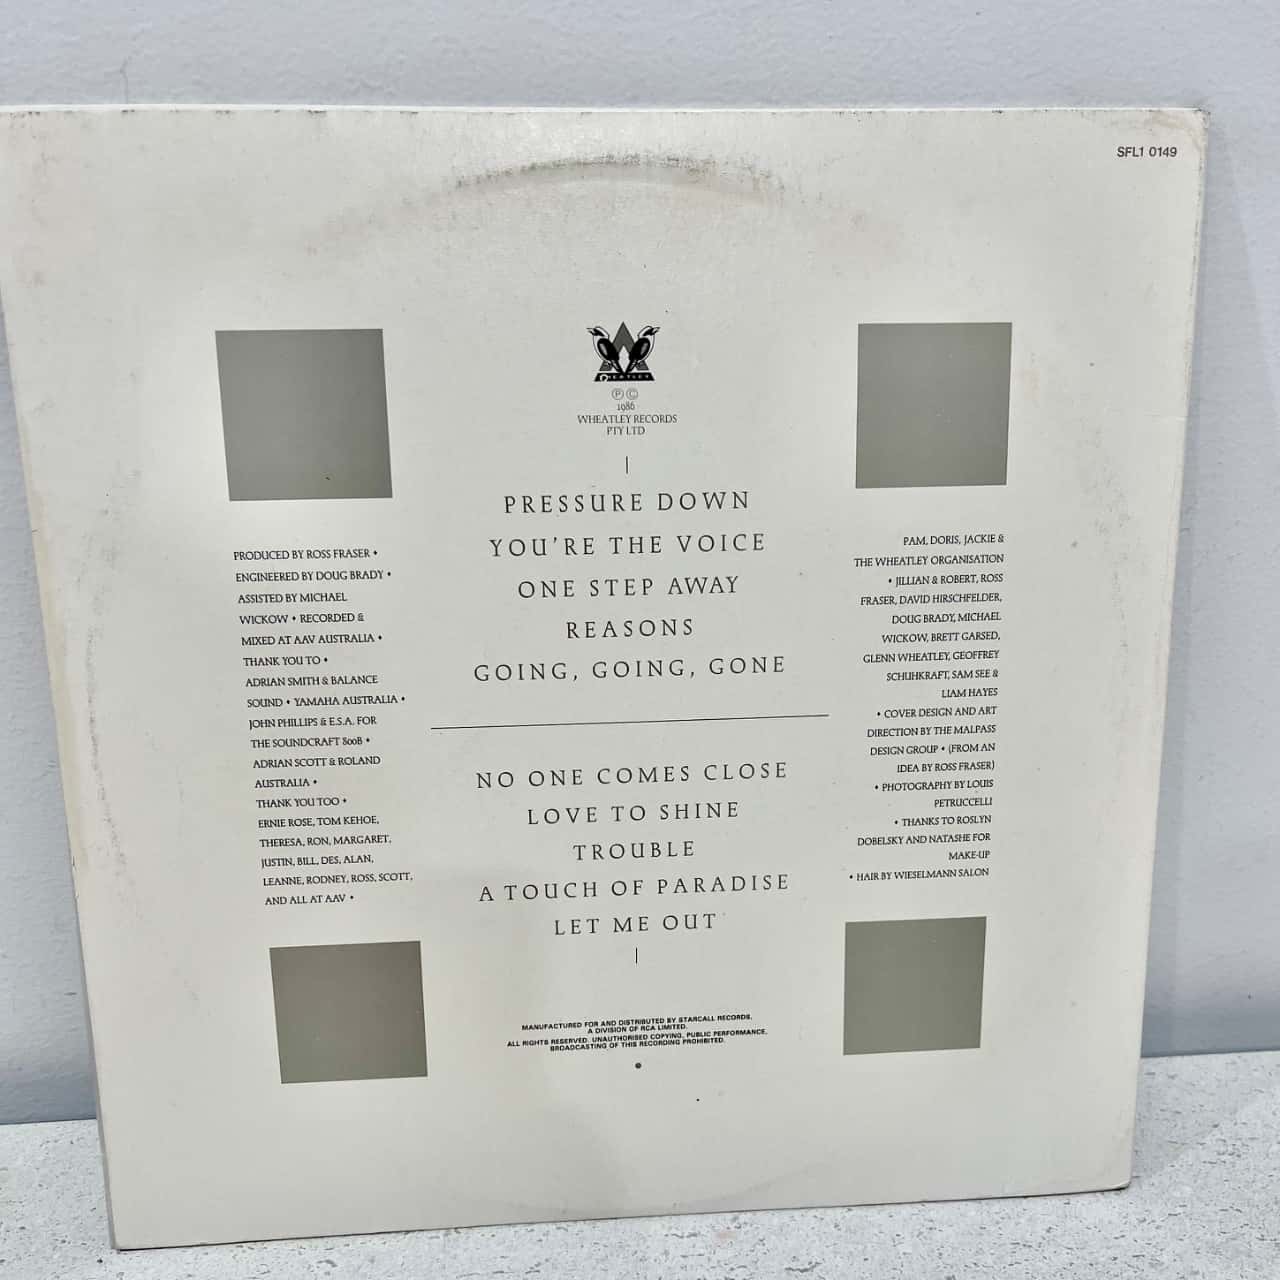 SFL1 0149
WHEATLEY
Ⓟ ©
1986
WHEATLEY RECORDS
PTY LTD
PRESSURE DOWN
YOU'RE THE VOICE
ONE STEP AWAY
REASONS
GOING, GOING, GONE
NO ONE COMES CLOSE
LOVE TO SHINE
TROUBLE
A TOUCH OF PARADISE
LET ME OUT
PRODUCED BY ROSS FRASER •
ENGINEERED BY DOUG BRADY •
ASSISTED BY MICHAEL
WICKOW • RECORDED &
MIXED AT AAV AUSTRALIA •
THANK YOU TO •
ADRIAN SMITH & BALANCE
SOUND • YAMAHA AUSTRALIA •
JOHN PHILLIPS & E.S.A. FOR
THE SOUNDCRAFT 800B •
ADRIAN SCOTT & ROLAND
AUSTRALIA •
THANK YOU TOO •
ERNIE ROSE, TOM KEHOE,
THERESA, RON, MARGARET,
JUSTIN, BILL, DES, ALAN,
LEANNE, RODNEY, ROSS, SCOTT,
AND ALL AT AAV •
PAM, DORIS, JACKIE &
THE WHEATLEY ORGANISATION
• JILLIAN & ROBERT, ROSS
FRASER, DAVID HIRSCHFELDER,
DOUG BRADY, MICHAEL
WICKOW, BRETT GARSED,
GLENN WHEATLEY, GEOFFREY
SCHUHKRAFT, SAM SEE &
LIAM HAYES
• COVER DESIGN AND ART
DIRECTION BY THE MALPASS
DESIGN GROUP • (FROM AN
IDEA BY ROSS FRASER)
• PHOTOGRAPHY BY LOUIS
PETRUCCELLI
• THANKS TO ROSLYN
DOBELSKY AND NATASHE FOR
MAKE-UP
• HAIR BY WIESELMANN SALON
MANUFACTURED FOR AND DISTRIBUTED BY STARCALL RECORDS,
A DIVISION OF RCA LIMITED.
ALL RIGHTS RESERVED. UNAUTHORISED COPYING, PUBLIC PERFORMANCE,
BROADCASTING OF THIS RECORDING PROHIBITED.